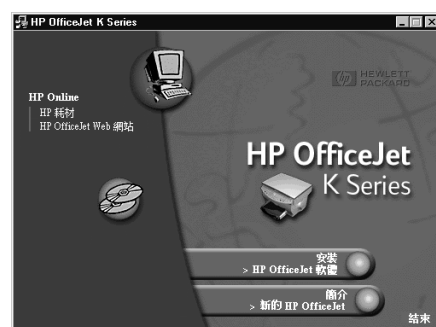 HP OfficeJet K Series
HP Online
HP 耗材
HP OfficeJet Web 網站
hp HEWLETT
PACKARD
HP OfficeJet
K Series
安裝
> HP OfficeJet 軟體
簡介
> 新的 HP OfficeJet
結束